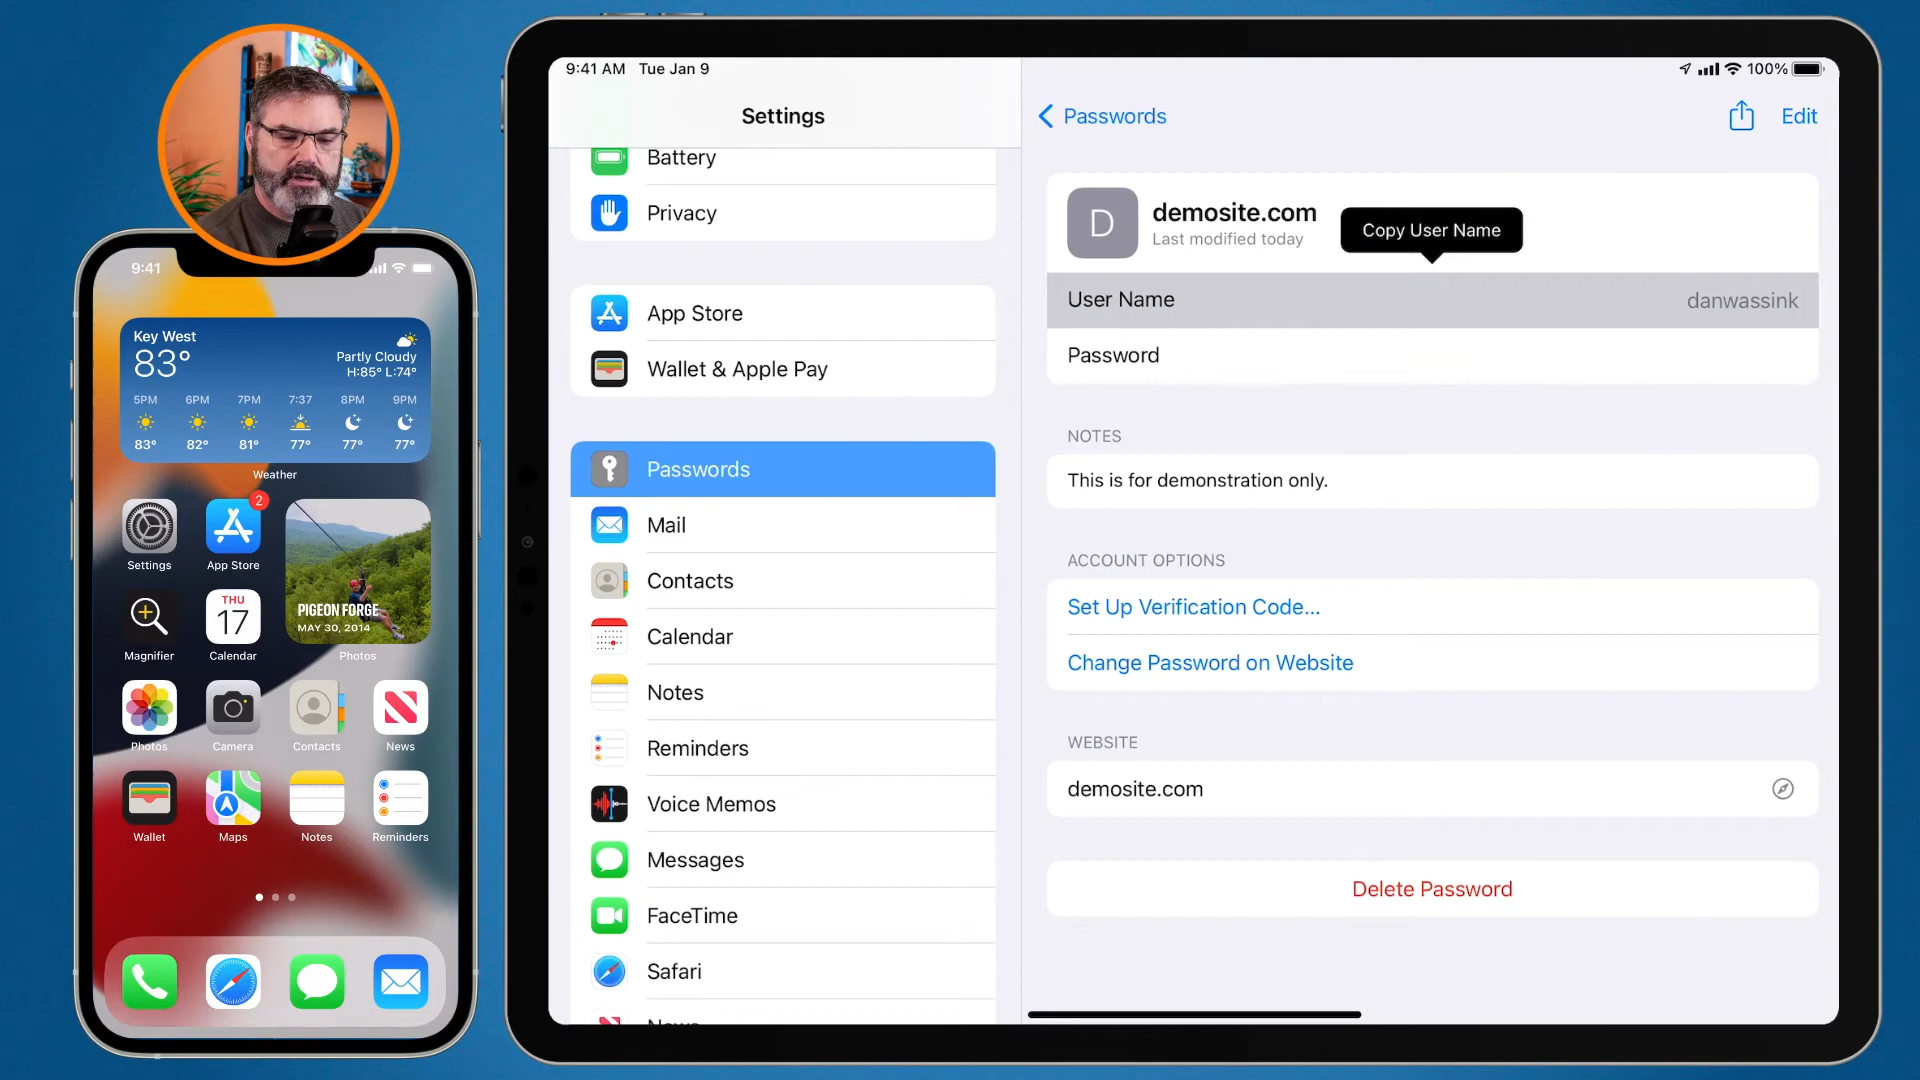 9:41
Key West
83°
Partly Cloudy
H:85° L:74°
5PM 6PM 7PM 7:37 8PM 9PM
83° 82° 81° 77° 77° 77°
Weather
2
Settings App Store
PIGEON FORGE
MAY 30, 2014
THU
17
Magnifier Calendar Photos
Photos Camera Contacts News
Wallet Maps Notes Reminders
9:41 AM Tue Jan 9
100%
Settings
Battery
Privacy
App Store
Wallet & Apple Pay
Passwords
Mail
Contacts
Calendar
Notes
Reminders
Voice Memos
Messages
FaceTime
Safari
Passwords
Edit
D
demosite.com
Last modified today
Copy User Name
User Name danwassink
Password
NOTES
This is for demonstration only.
ACCOUNT OPTIONS
Set Up Verification Code...
Change Password on Website
WEBSITE
demosite.com
Delete Password